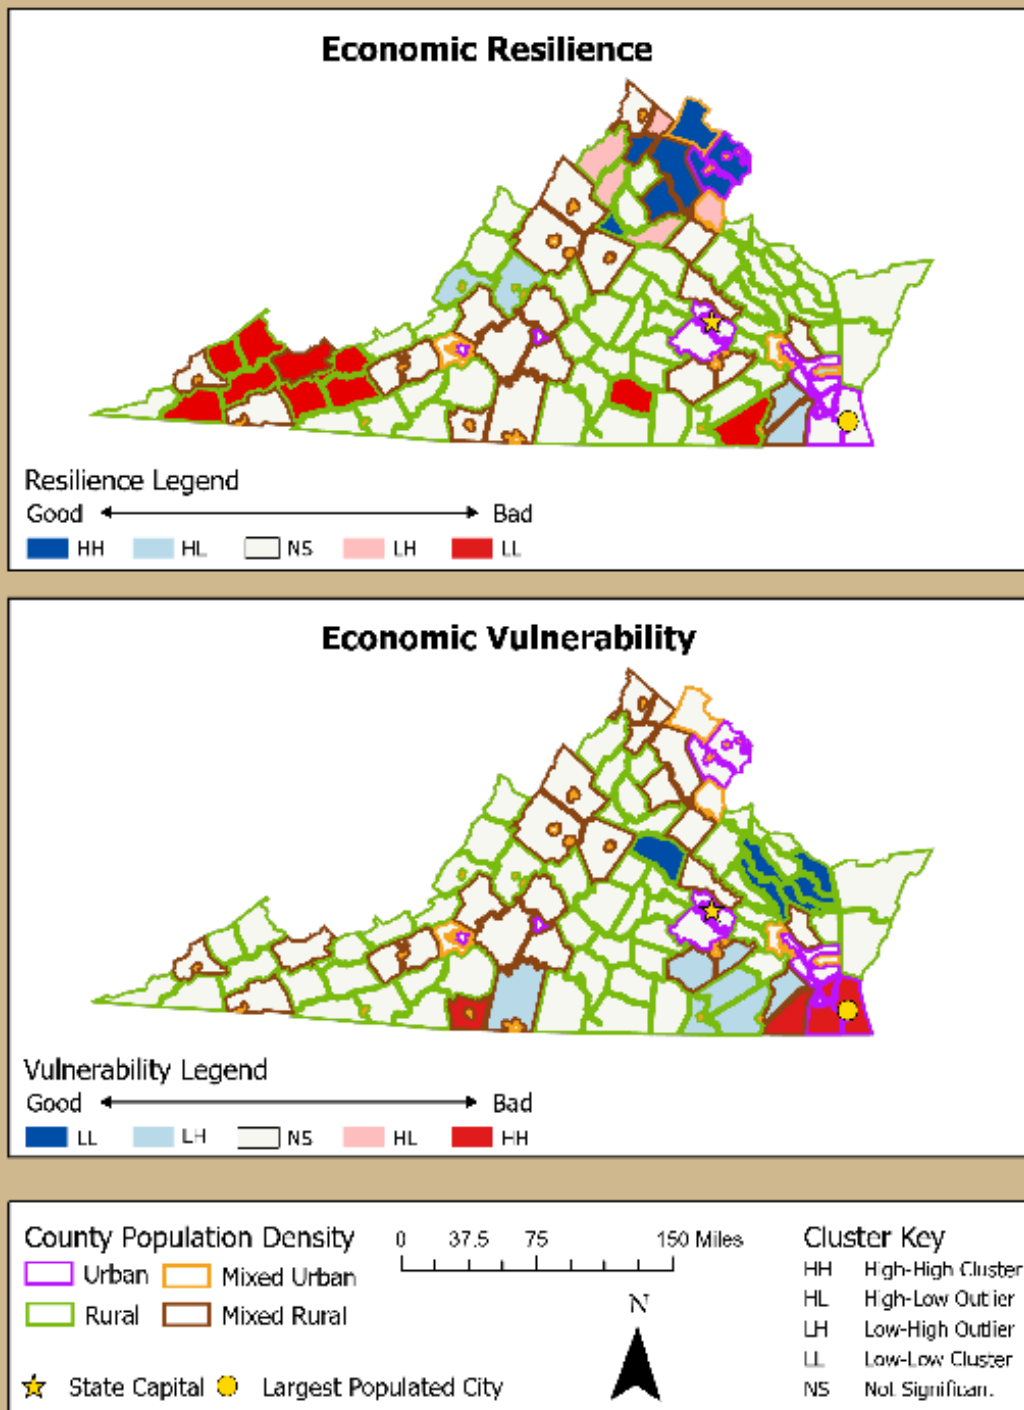 Economic Resilience
Resilience Legend
Good Bad
HH HL NS LH LL
Economic Vulnerability
Vulnerability Legend
Good Bad
LL LH NS HL HH
County Population Density
Urban Mixed Urban
Rural Mixed Rural
State Capital Largest Populated City
0 37.5 75 150 Miles
N
Cluster Key
HH High-High Cluster
HL High-Low Outlier
LH Low-High Outlier
LL Low-Low Cluster
NS Not Significan.